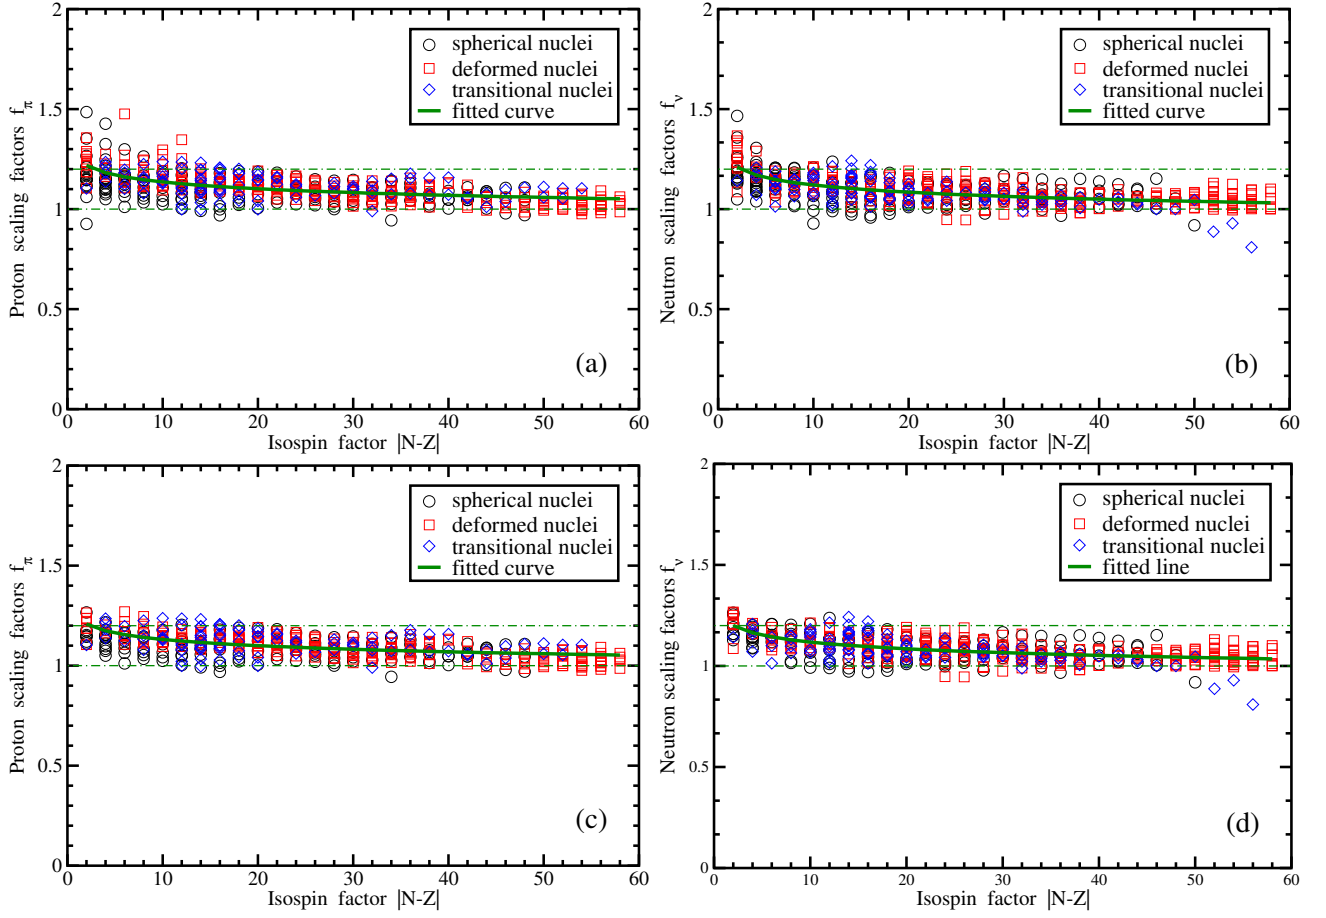 2
1.5
1
0.5
0
Proton scaling factors f_π
spherical nuclei
deformed nuclei
transitional nuclei
fitted curve
(a)
0 10 20 30 40 50 60
Isospin factor |N-Z|
2
1.5
1
0.5
0
Neutron scaling factors f_ν
spherical nuclei
deformed nuclei
transitional nuclei
fitted curve
(b)
0 10 20 30 40 50 60
Isospin factor |N-Z|
2
1.5
1
0.5
0
Proton scaling factors f_π
spherical nuclei
deformed nuclei
transitional nuclei
fitted curve
(c)
0 10 20 30 40 50 60
Isospin factor |N-Z|
2
1.5
1
0.5
0
Neutron scaling factors f_ν
spherical nuclei
deformed nuclei
transitional nuclei
fitted line
(d)
0 10 20 30 40 50 60
Isospin factor |N-Z|